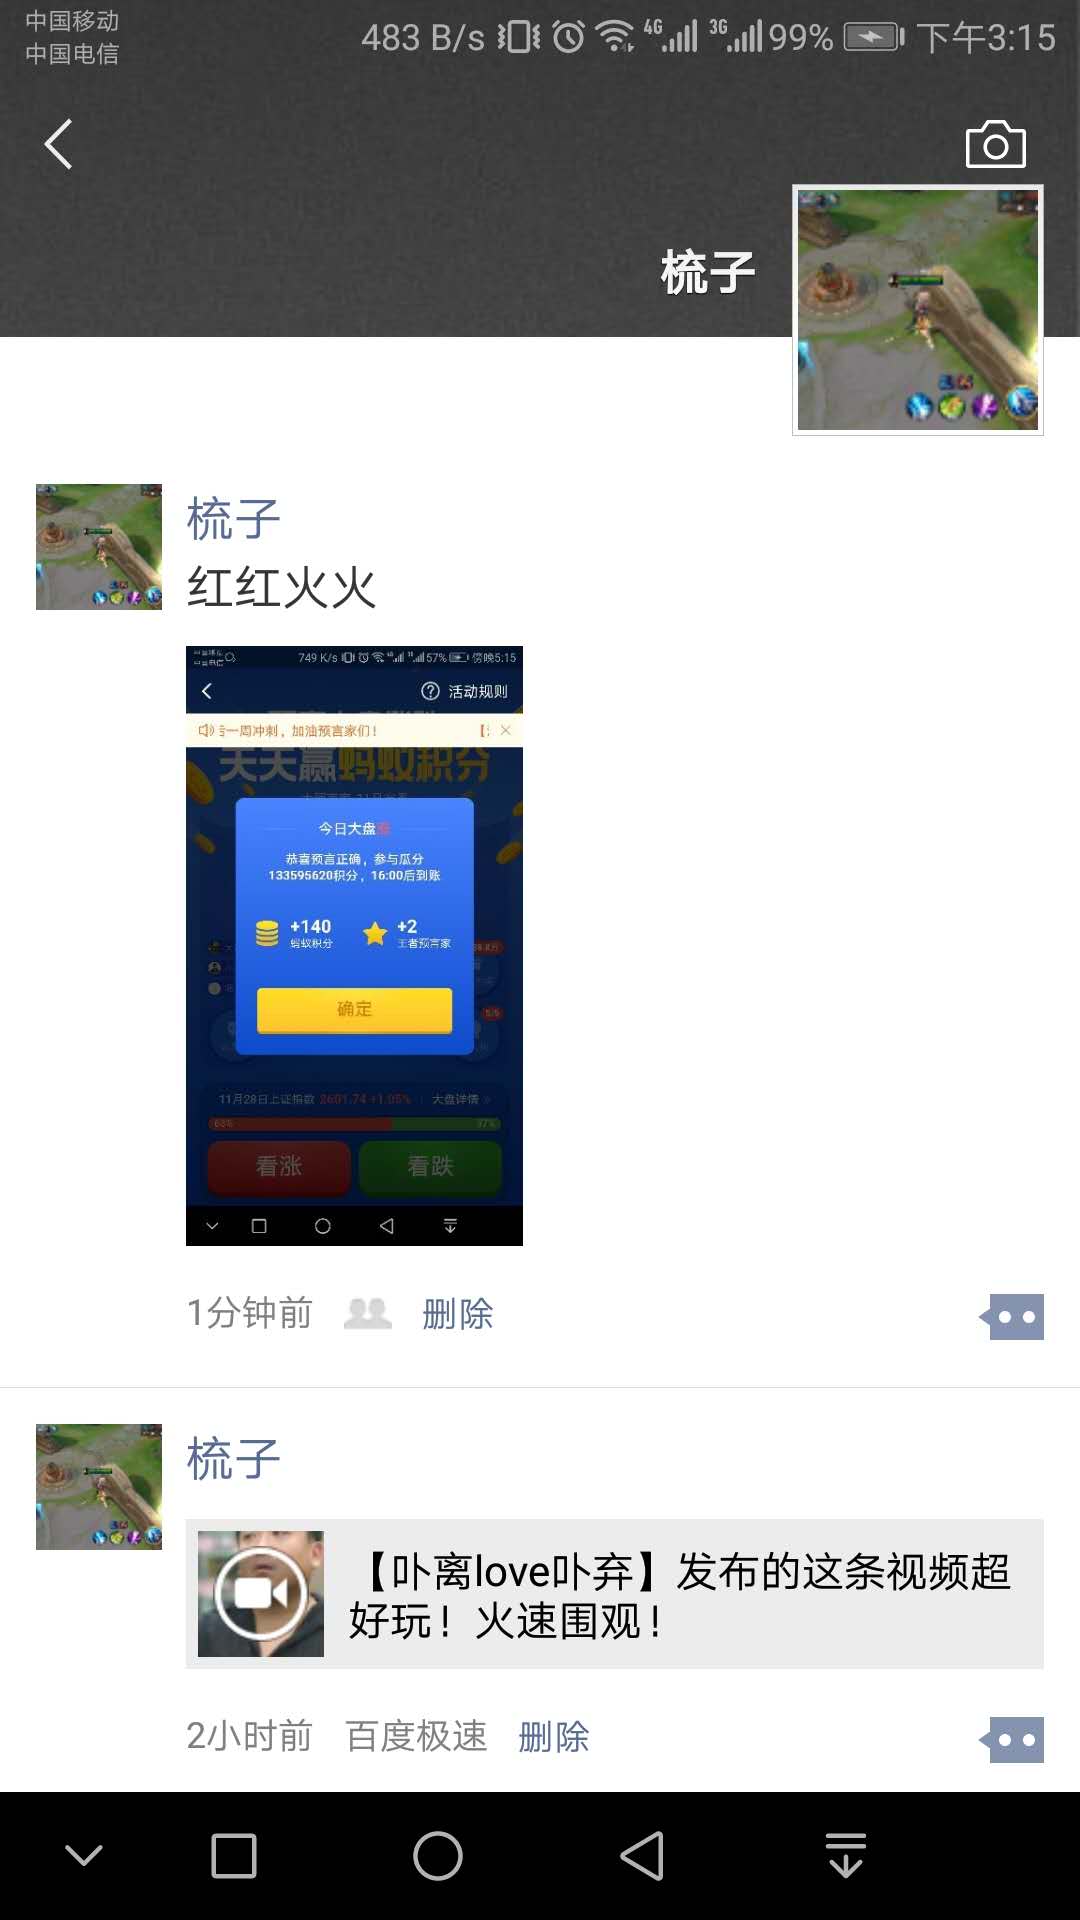 中国移动
中国电信
483 B/s 4G 3G 99% 下午3:15
梳子
梳子
红红火火
749 K/s 57% 傍晚5:15
活动规则
一周冲刺，加油预言家们！
天天赢蚂蚁积分
今日大盘涨
恭喜预言正确，参与瓜分
133595620积分，16:00后到账
+140 +2
蚂蚁积分 王者预言家
确定
5/5
11月28日上证指数 2601.74 +1.05% 大盘详情
63% 37%
看涨 看跌
1分钟前 删除
梳子
【卟离love卟弃】发布的这条视频超
好玩！火速围观！
2小时前 百度极速 删除